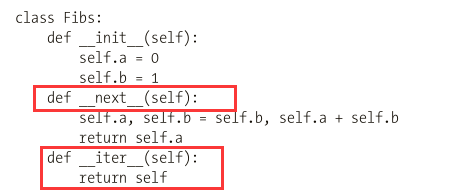 class Fibs:
    def __init__(self):
        self.a = 0
        self.b = 1
    def __next__(self):
        self.a, self.b = self.b, self.a + self.b
        return self.a
    def __iter__(self):
        return self